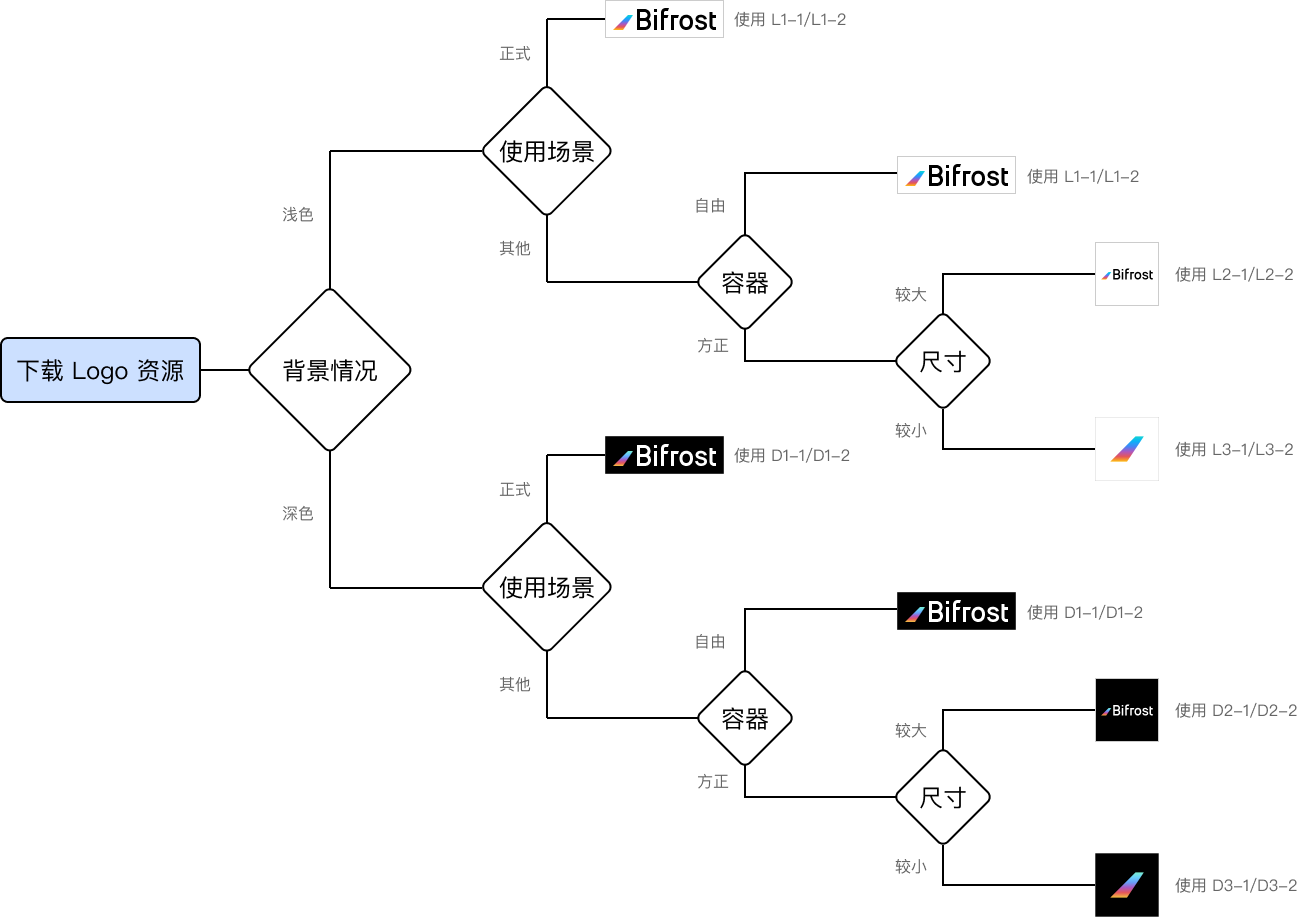 Bifrost 使用 L1-1/L1-2
正式
使用场景
Bifrost 使用 L1-1/L1-2
自由
浅色
其他
容器
Bifrost 使用 L2-1/L2-2
较大
方正
尺寸
下载 Logo 资源
背景情况
较小
使用 L3-1/L3-2
Bifrost 使用 D1-1/D1-2
正式
深色
使用场景
Bifrost 使用 D1-1/D1-2
自由
其他
容器
Bifrost 使用 D2-1/D2-2
较大
方正
尺寸
较小
使用 D3-1/D3-2